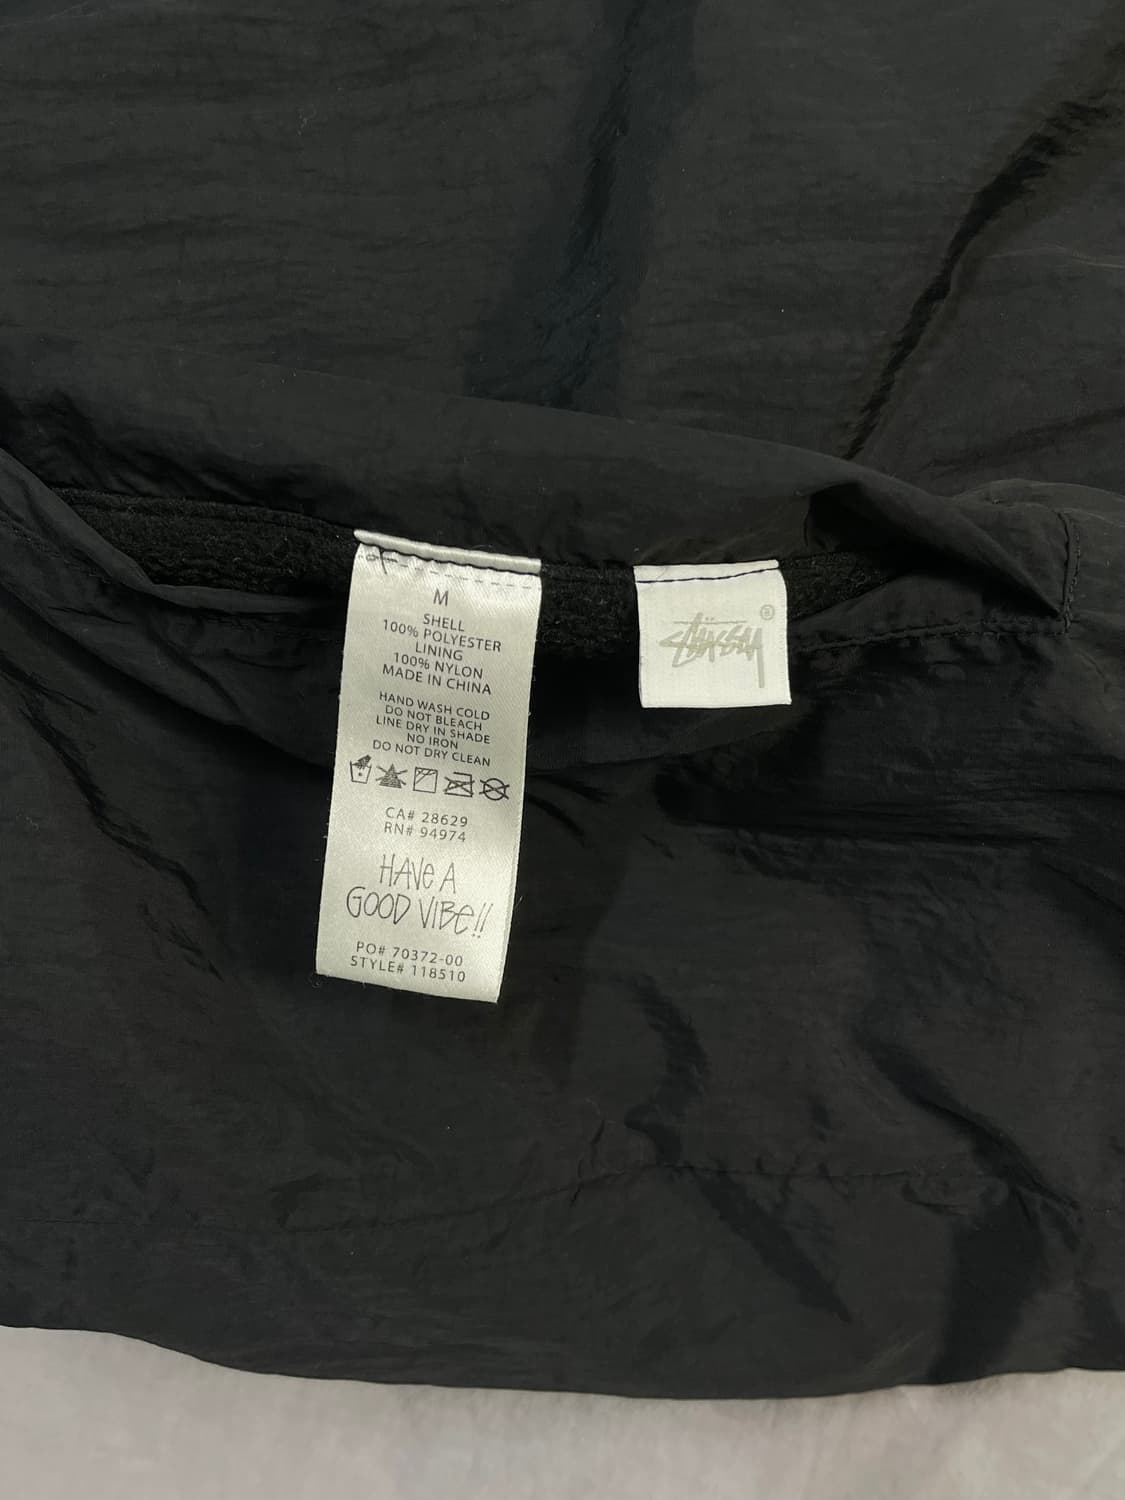 M
SHELL
100% POLYESTER
LINING
100% NYLON
MADE IN CHINA
HAND WASH COLD
DO NOT BLEACH
LINE DRY IN SHADE
NO IRON
DO NOT DRY CLEAN
CA# 28629
RN# 94974
HAVE A
GOOD VIBE!!
PO# 70372-00
STYLE# 118510
STÜSSY ®